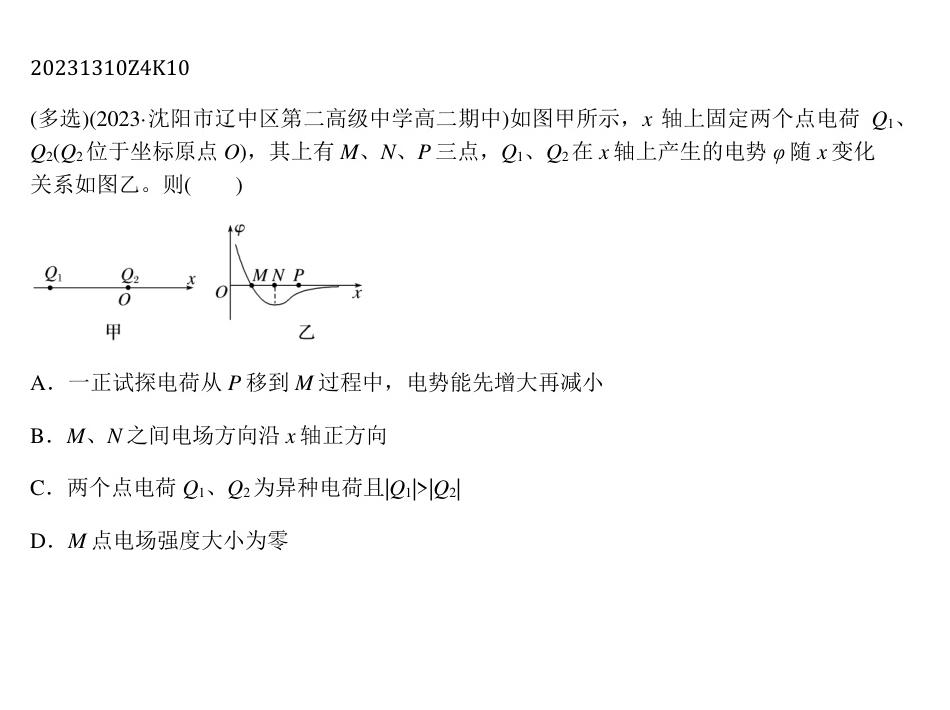 20231310Z4K10
(多选)(2023·沈阳市辽中区第二高级中学高二期中)如图甲所示，x 轴上固定两个点电荷 Q₁、
Q₂(Q₂位于坐标原点 O)，其上有 M、N、P 三点，Q₁、Q₂在 x 轴上产生的电势 φ 随 x 变化
关系如图乙。则(　　)
Q₁ Q₂ x
O
甲
φ
M N P
O x
乙
A．一正试探电荷从 P 移到 M 过程中，电势能先增大再减小
B．M、N 之间电场方向沿 x 轴正方向
C．两个点电荷 Q₁、Q₂为异种电荷且|Q₁|>|Q₂|
D．M 点电场强度大小为零